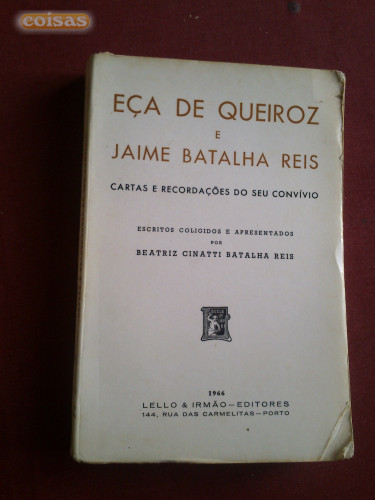 coisas
EÇA DE QUEIROZ
E
JAIME BATALHA REIS
CARTAS E RECORDAÇÕES DO SEU CONVÍVIO
ESCRITOS COLIGIDOS E APRESENTADOS
POR
BEATRIZ CINATTI BATALHA REIS
1966
LELLO & IRMÃO—EDITORES
144, RUA DAS CARMELITAS—PORTO